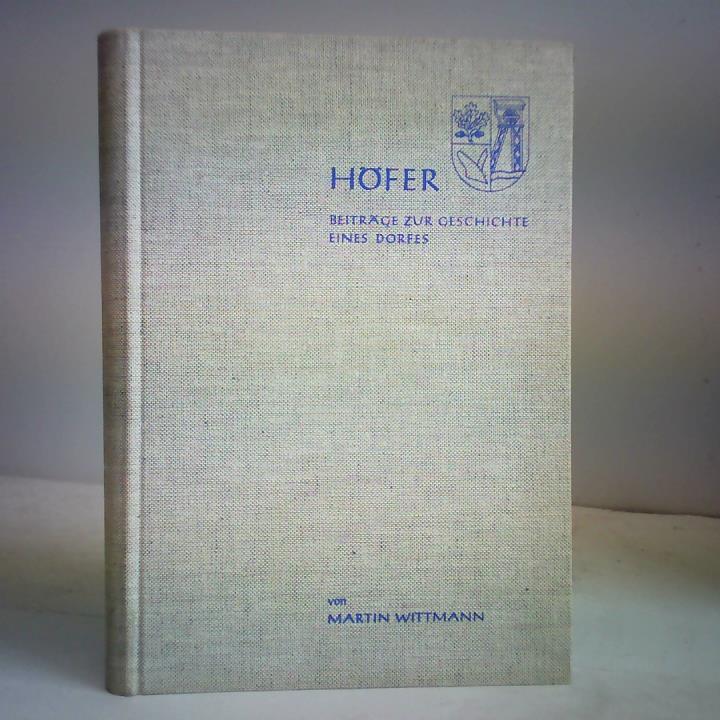 HÖFER
BEITRÄGE ZUR GESCHICHTE
EINES DORFES
von
MARTIN WITTMANN